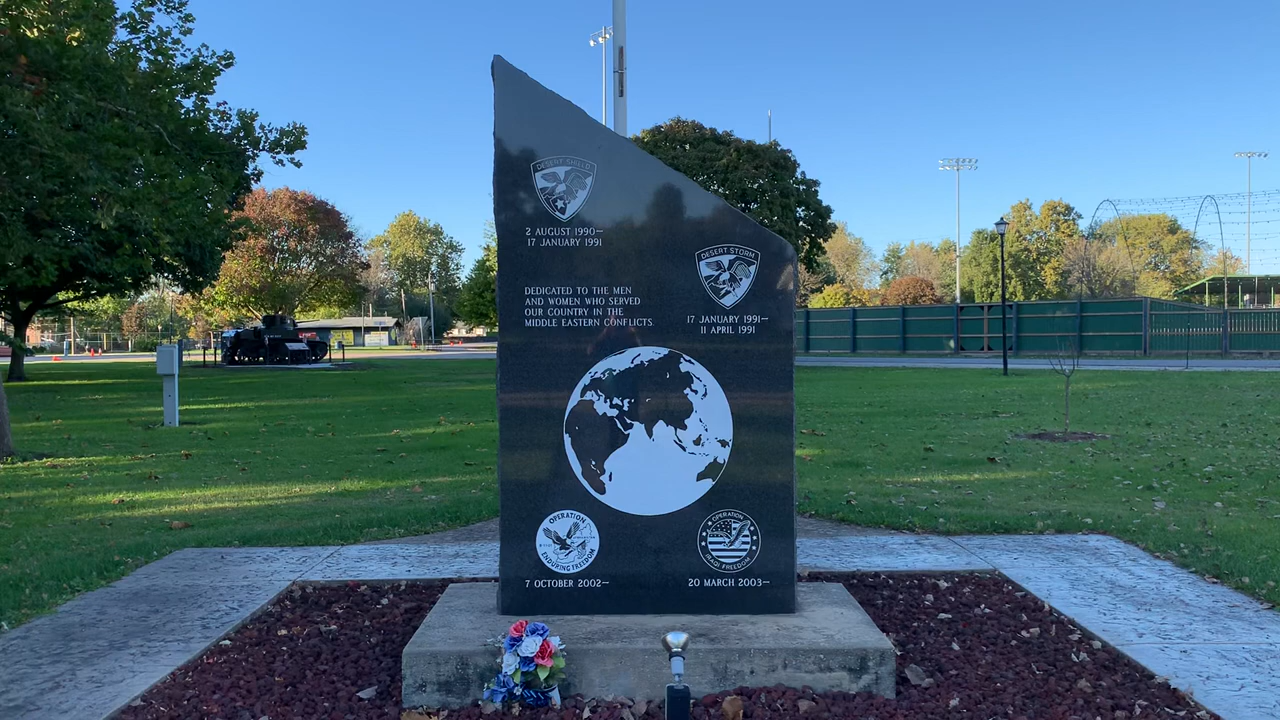 DESERT SHIELD
2 AUGUST 1990—
17 JANUARY 1991
DESERT STORM
17 JANUARY 1991—
11 APRIL 1991
DEDICATED TO THE MEN
AND WOMEN WHO SERVED
OUR COUNTRY IN THE
MIDDLE EASTERN CONFLICTS.
OPERATION
ENDURING FREEDOM
7 OCTOBER 2002—
OPERATION
IRAQI FREEDOM
20 MARCH 2003—